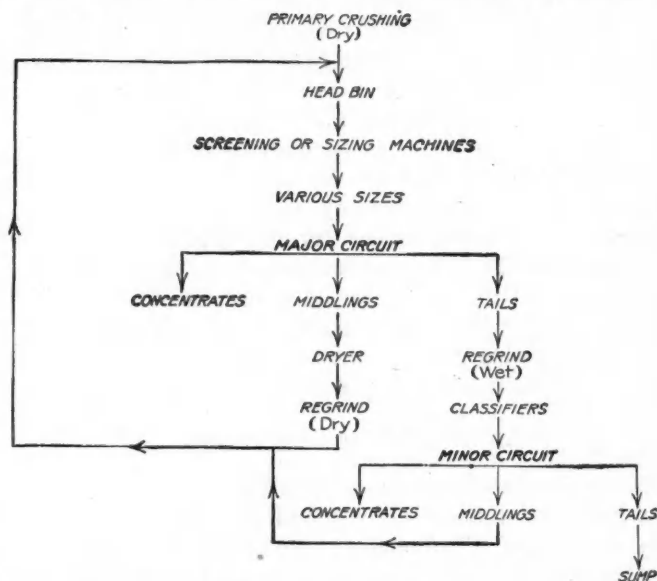 PRIMARY CRUSHING
(Dry)
HEAD BIN
SCREENING OR SIZING MACHINES
VARIOUS SIZES
MAJOR CIRCUIT
CONCENTRATES MIDDLINGS TAILS
DRYER REGRIND
(Wet)
REGRIND CLASSIFIERS
(Dry)
MINOR CIRCUIT
CONCENTRATES MIDDLINGS TAILS
SUMP